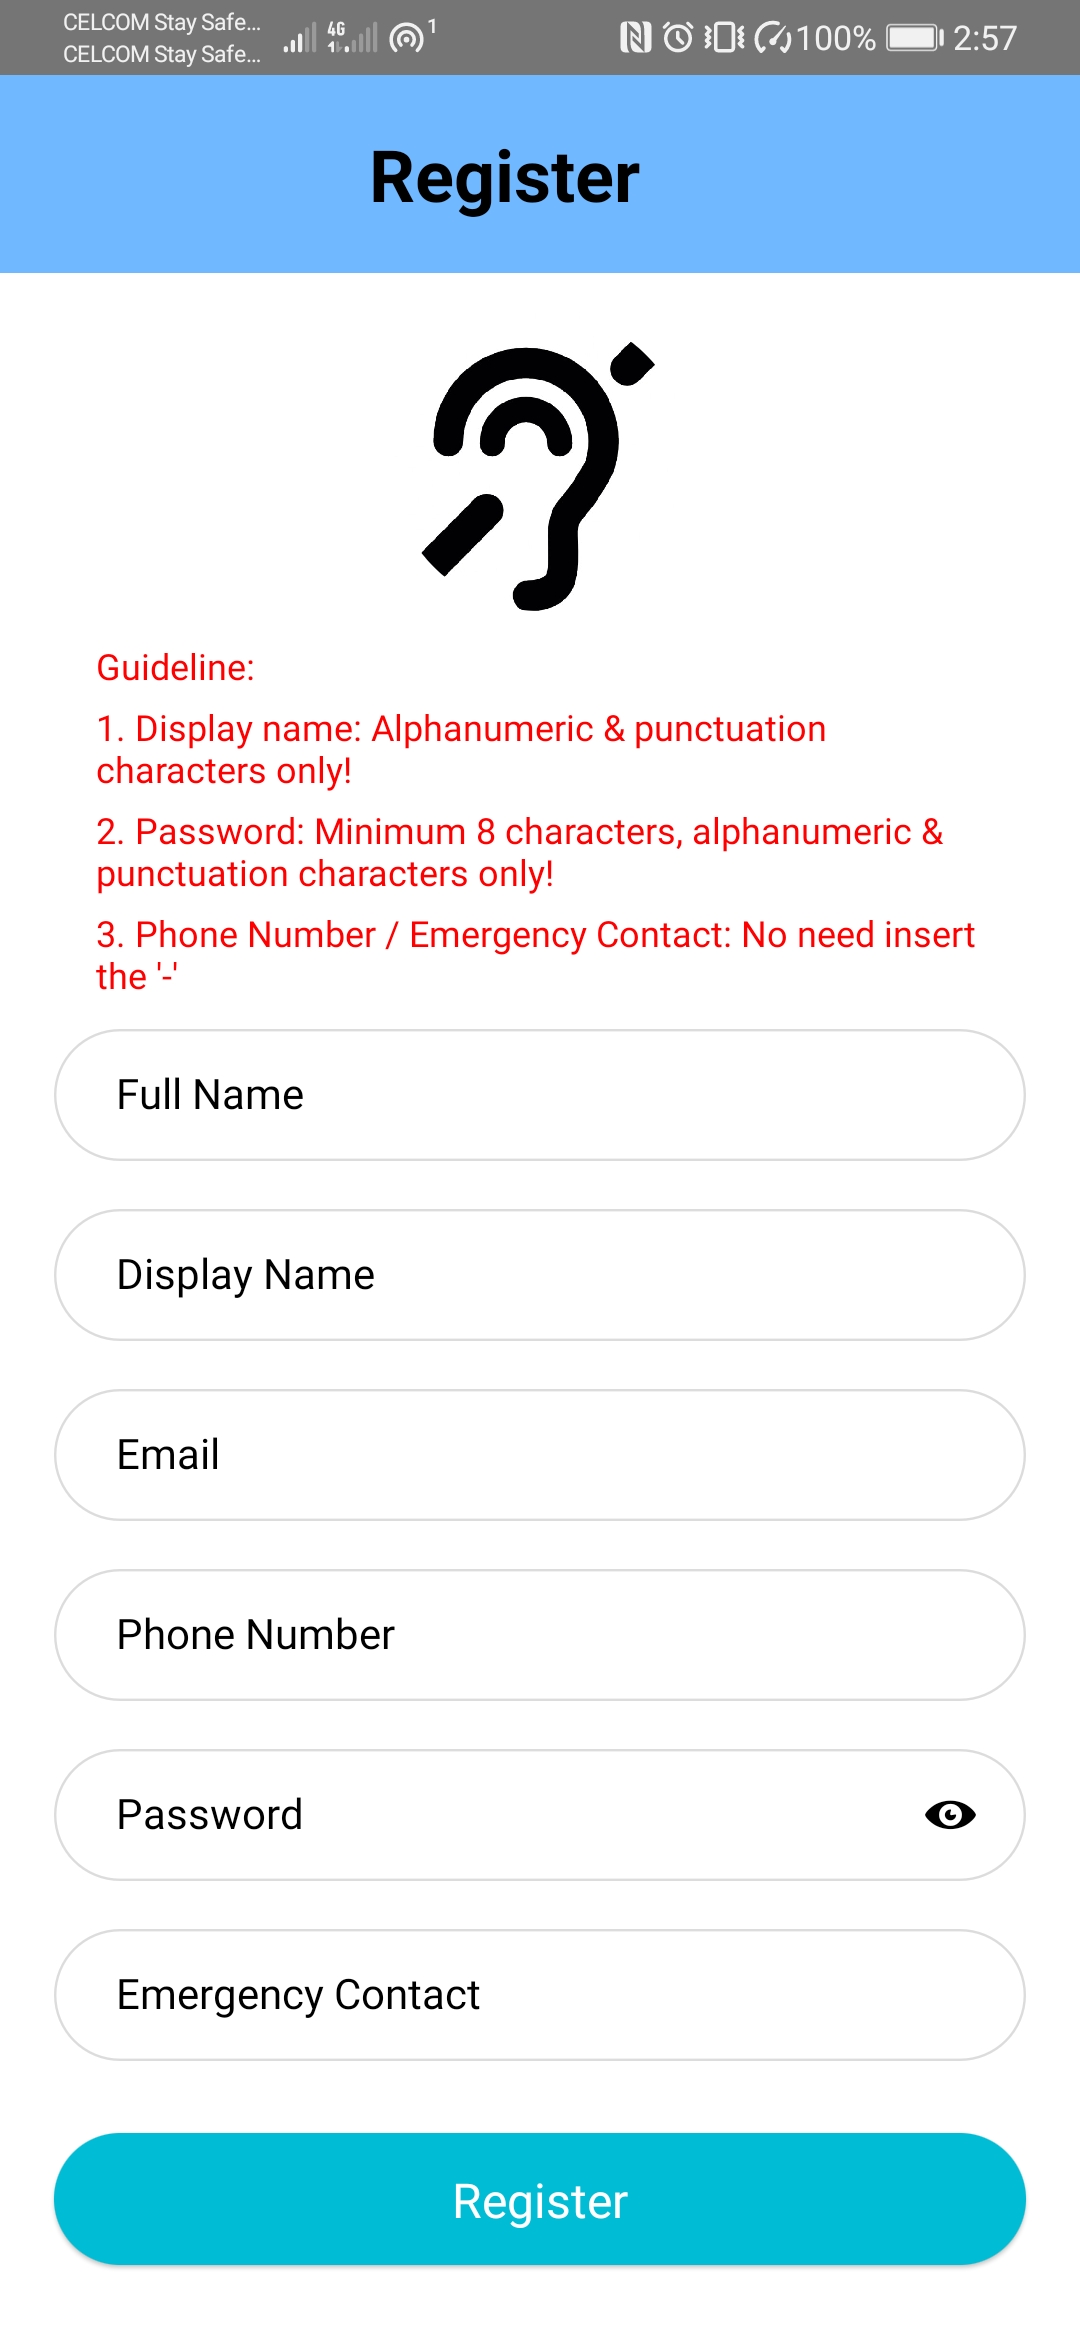 CELCOM Stay Safe...
CELCOM Stay Safe...
4G
1
100%
2:57
Register
Guideline:
1. Display name: Alphanumeric & punctuation
characters only!
2. Password: Minimum 8 characters, alphanumeric &
punctuation characters only!
3. Phone Number / Emergency Contact: No need insert
the '-'
Full Name
Display Name
Email
Phone Number
Password
Emergency Contact
Register